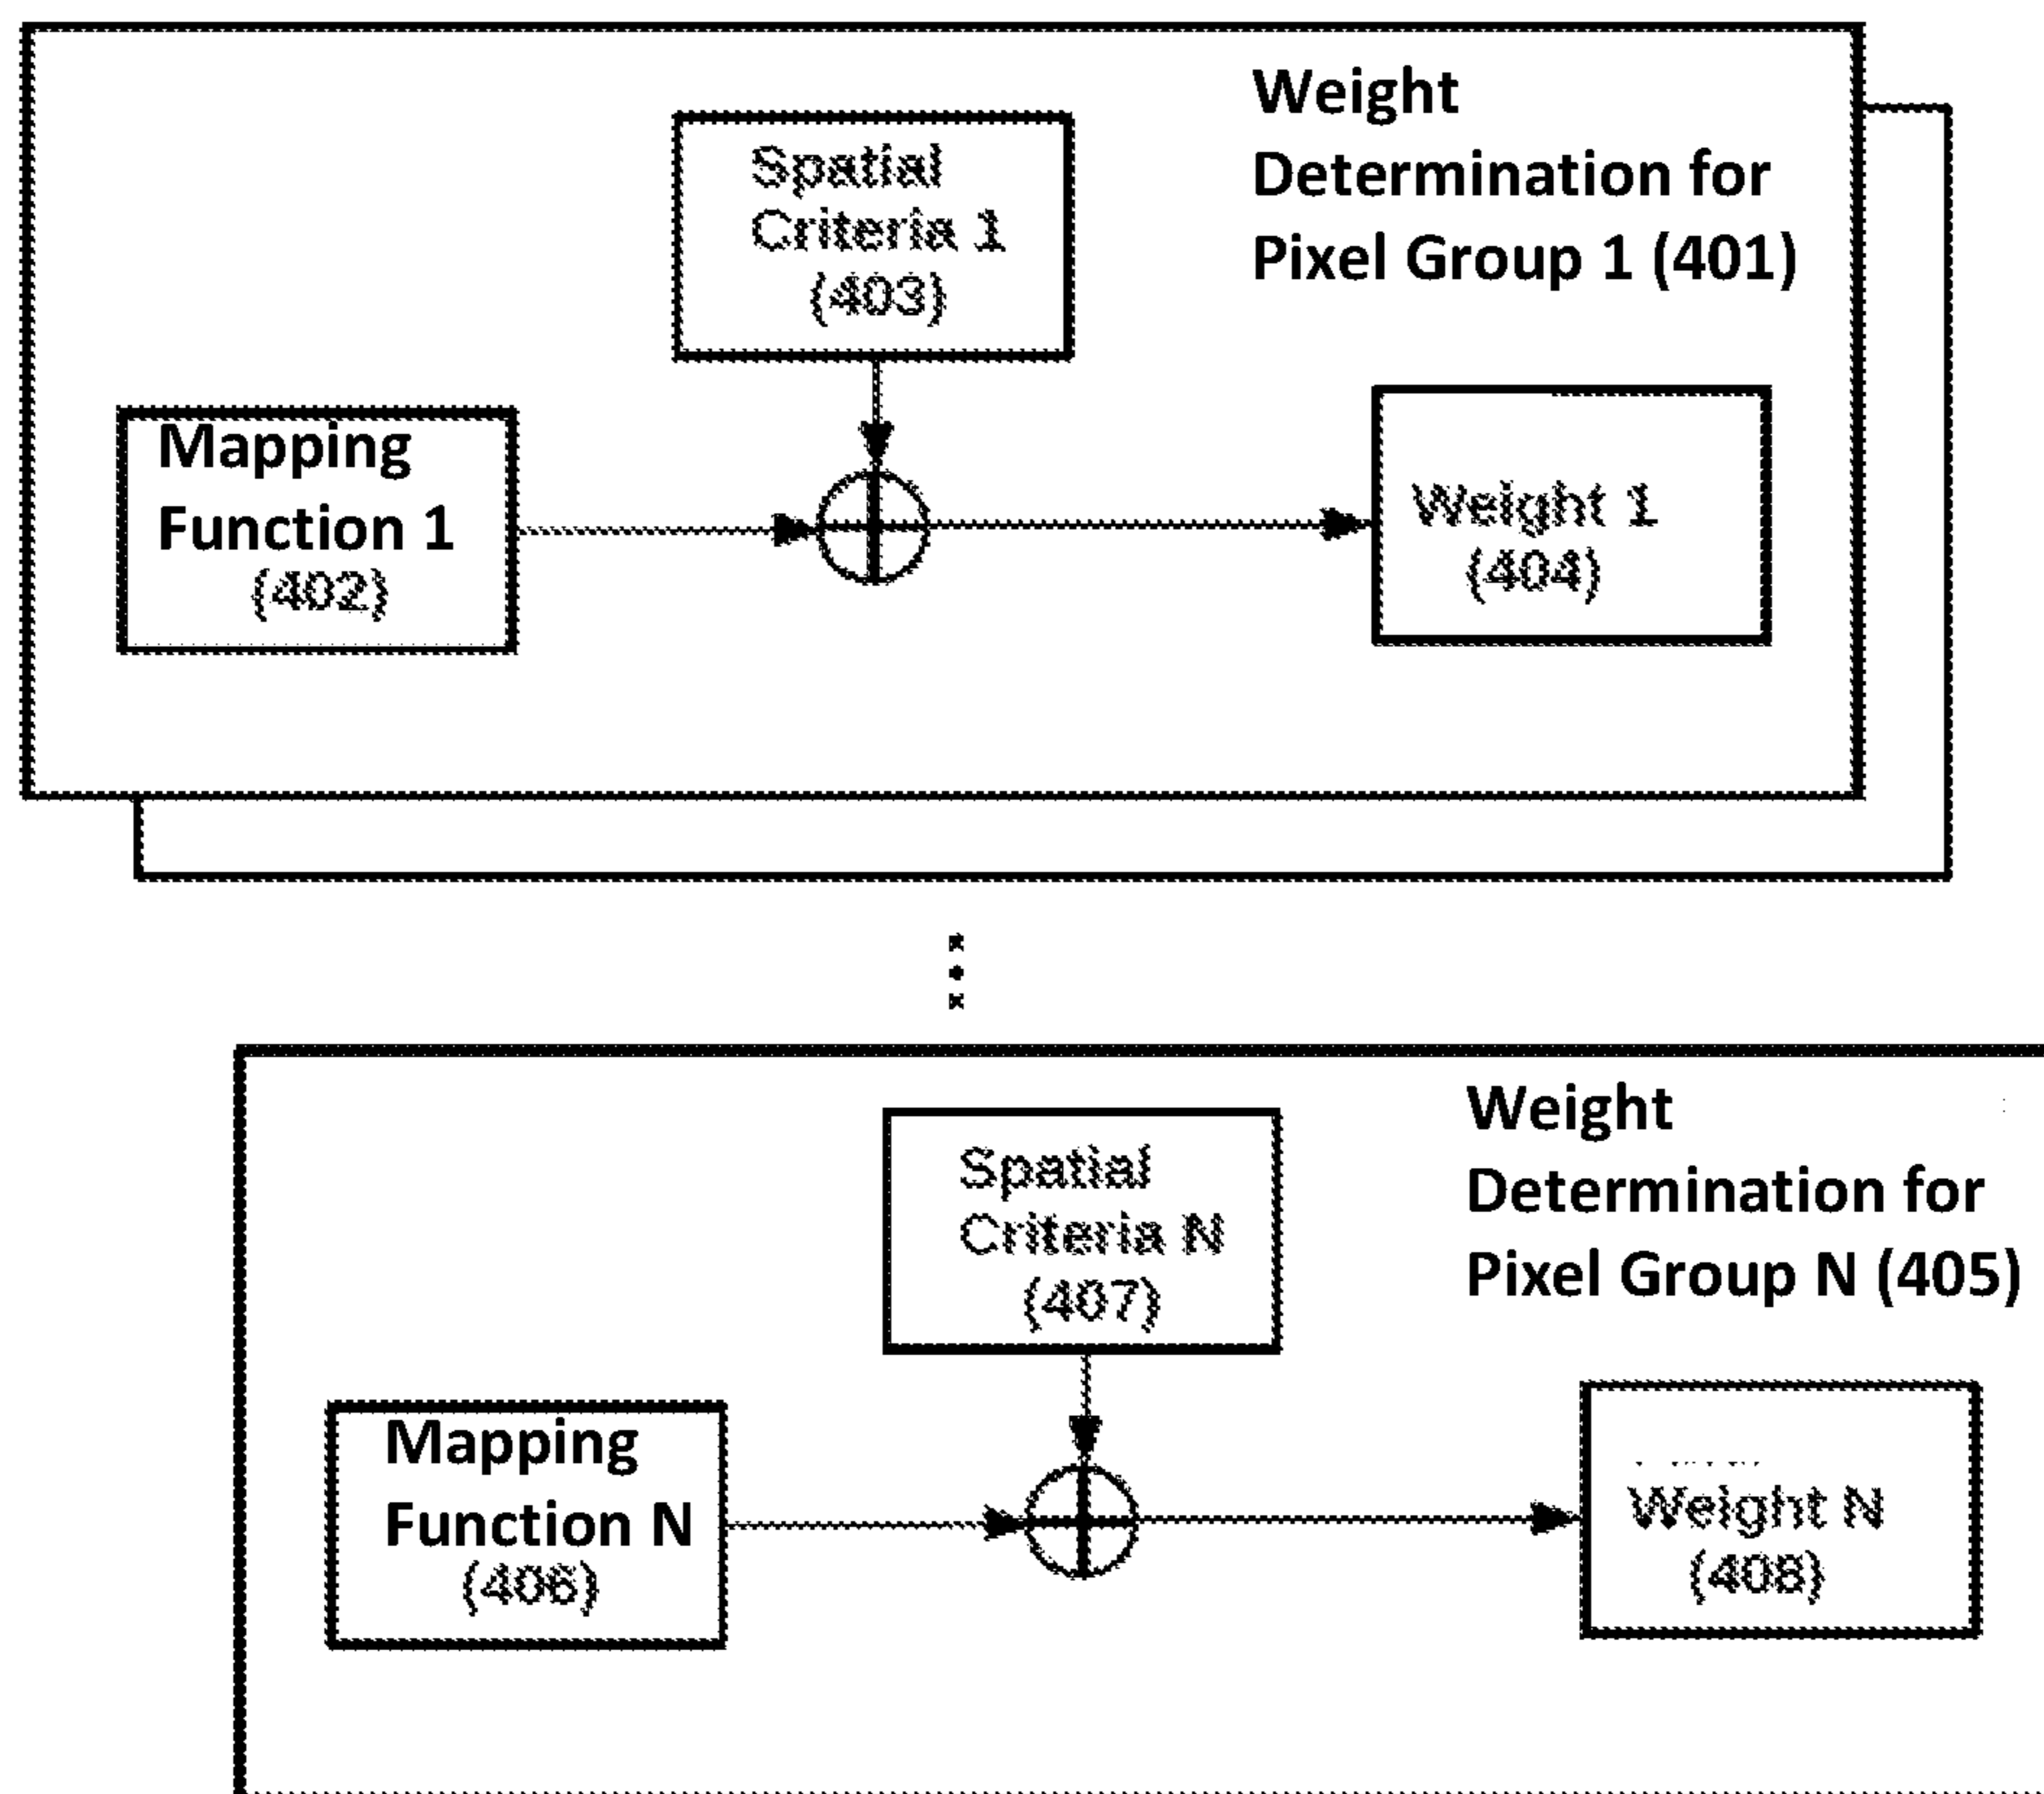 Weight
Determination for
Pixel Group 1 (401)
Spatial
Criteria 1
(403)
Mapping
Function 1
(402)
Weight 1
(404)
Weight
Determination for
Pixel Group N (405)
Spatial
Criteria N
(407)
Mapping
Function N
(406)
Weight N
(408)